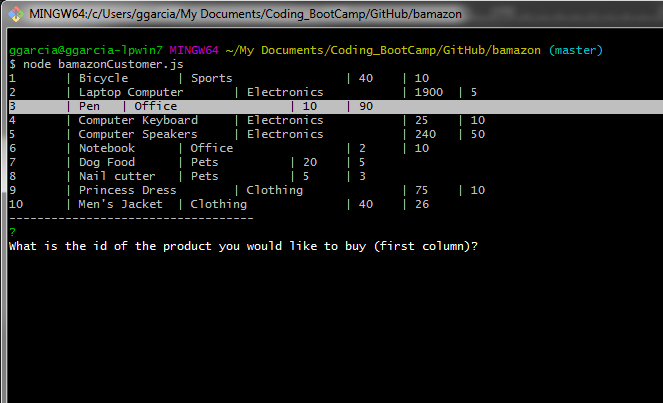 MINGW64:/c/Users/ggarcia/My Documents/Coding_BootCamp/GitHub/bamazon
ggarcia@ggarcia-lpwin7 MINGW64 ~/My Documents/Coding_BootCamp/GitHub/bamazon (master)
$ node bamazonCustomer.js
1 | Bicycle | Sports | 40 | 10
2 | Laptop Computer | Electronics | 1900 | 5
3 | Pen | Office | 10 | 90
4 | Computer Keyboard | Electronics | 25 | 10
5 | Computer Speakers | Electronics | 240 | 50
6 | Notebook | Office | 2 | 10
7 | Dog Food | Pets | 20 | 5
8 | Nail cutter | Pets | 5 | 3
9 | Princess Dress | Clothing | 75 | 10
10 | Men's Jacket | Clothing | 40 | 26
-----------------------------------
?
What is the id of the product you would like to buy (first column)?